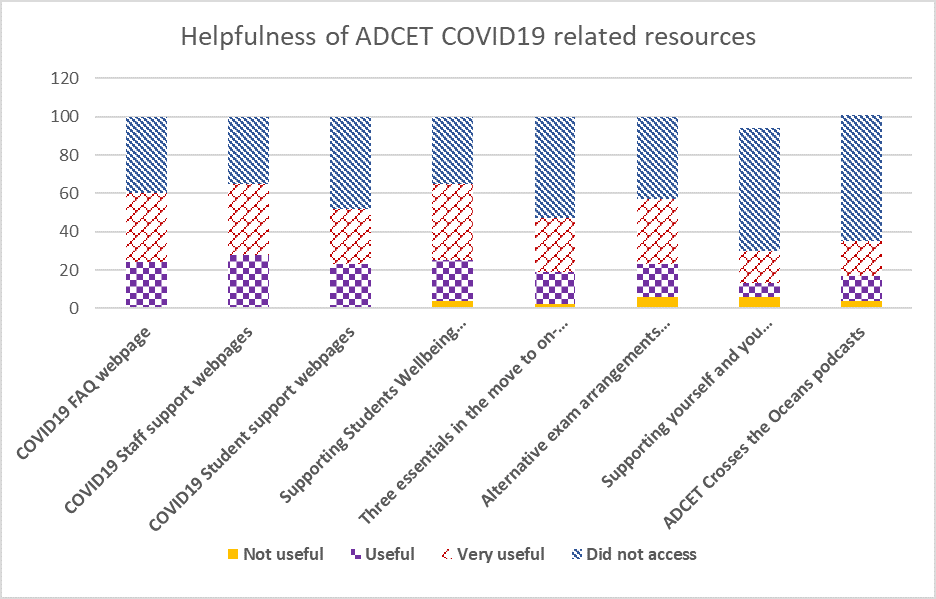 Helpfulness of ADCET COVID19 related resources
120
100
80
60
40
20
0
COVID19 FAQ webpage
COVID19 Staff support webpages
COVID19 Student support webpages
Supporting Students Wellbeing...
Three essentials in the move to on-...
Alternative exam arrangements...
Supporting yourself and you...
ADCET Crosses the Oceans podcasts
Not useful Useful Very useful Did not access